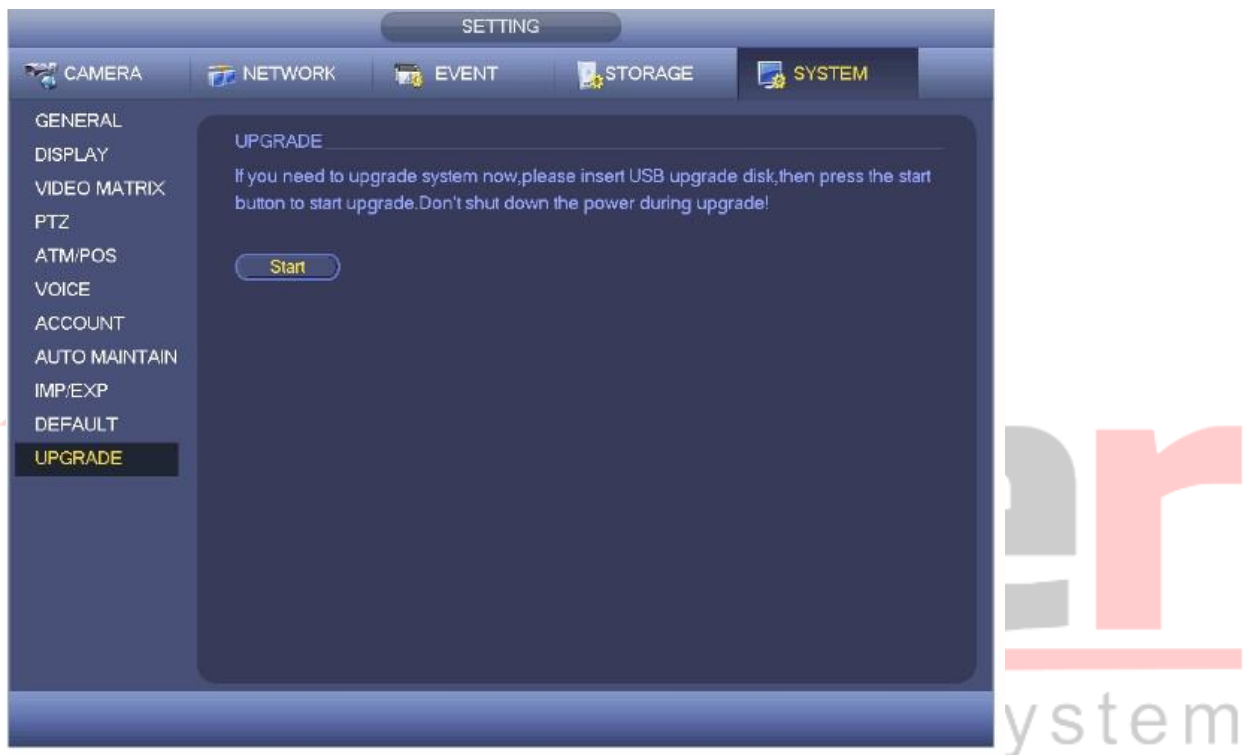 SETTING
CAMERA NETWORK EVENT STORAGE SYSTEM
GENERAL
DISPLAY
VIDEO MATRIX
PTZ
ATM/POS
VOICE
ACCOUNT
AUTO MAINTAIN
IMP/EXP
DEFAULT
UPGRADE
UPGRADE
If you need to upgrade system now,please insert USB upgrade disk,then press the start
button to start upgrade.Don't shut down the power during upgrade!
Start
er
ystem